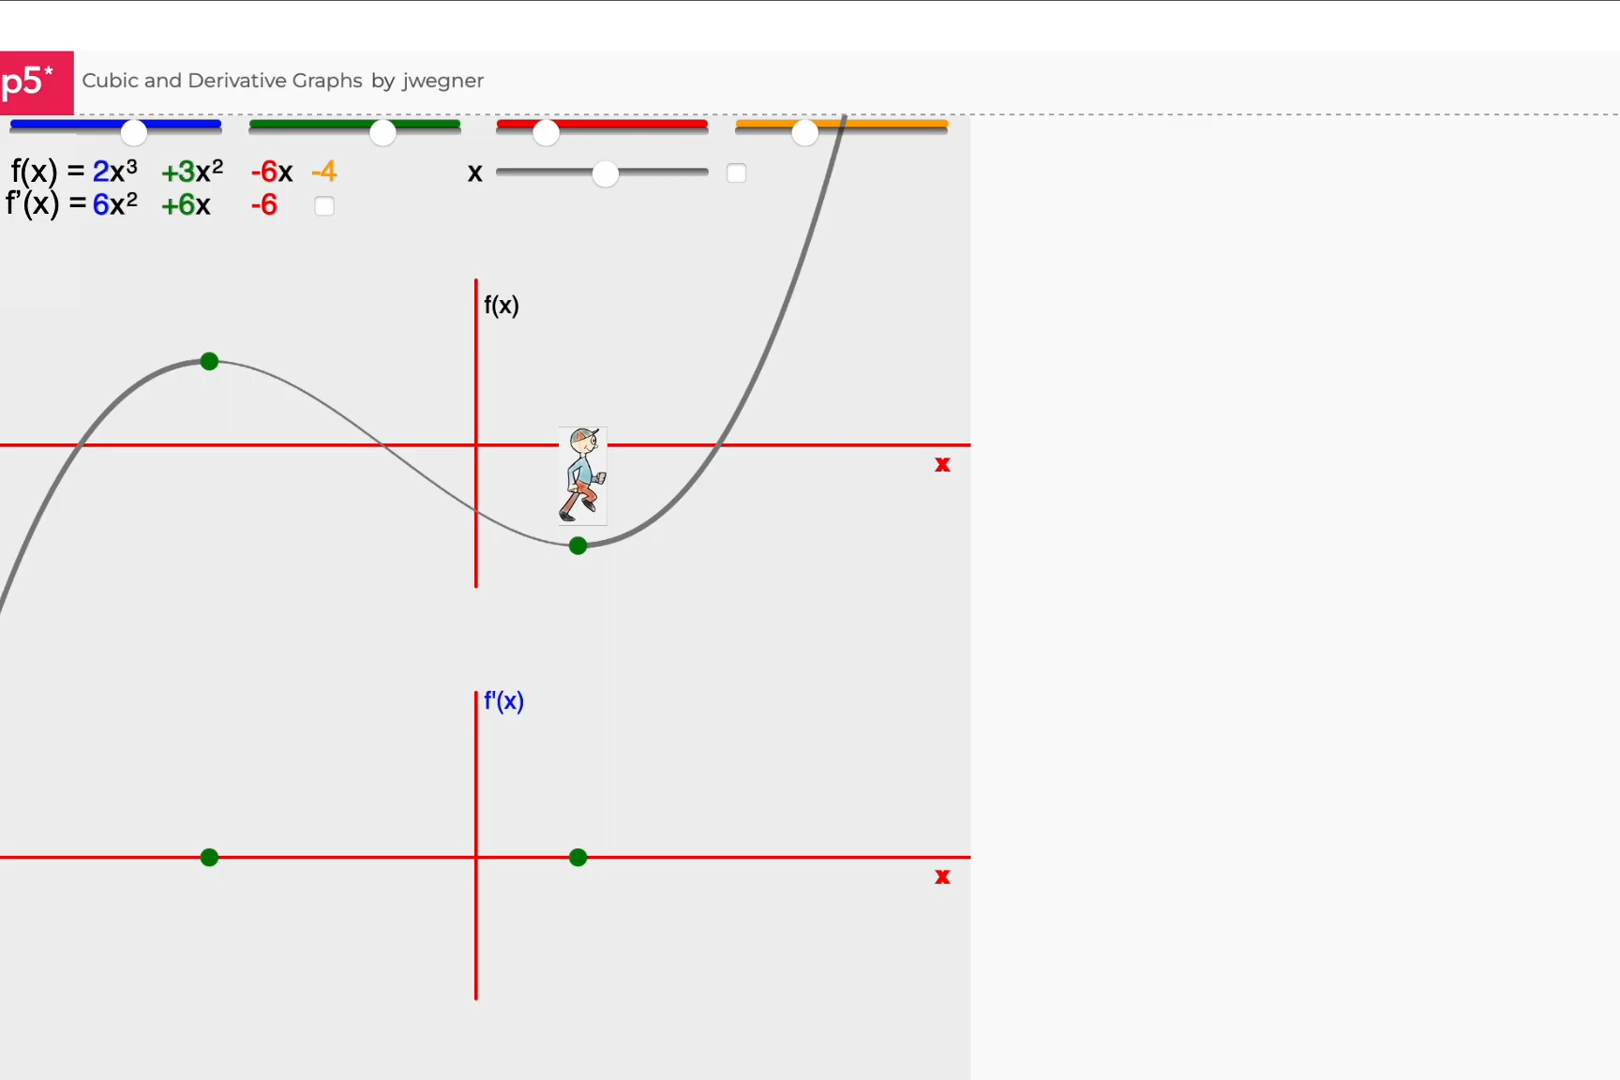 p5* Cubic and Derivative Graphs by jwegner
f(x) = 2x³ +3x² -6x -4 x
f'(x) = 6x² +6x -6
f(x)
x
f'(x)
x